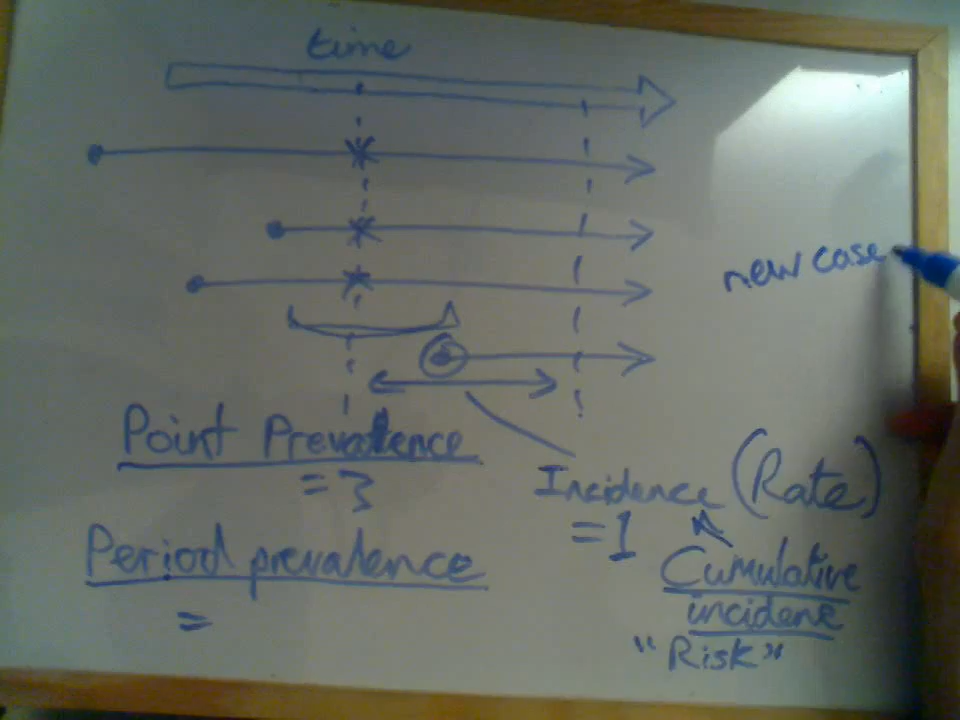 time
new case
Point Prevalence
= 3
Incidence (Rate)
= 1
Period prevalence
=
Cumulative
incidence
"Risk"